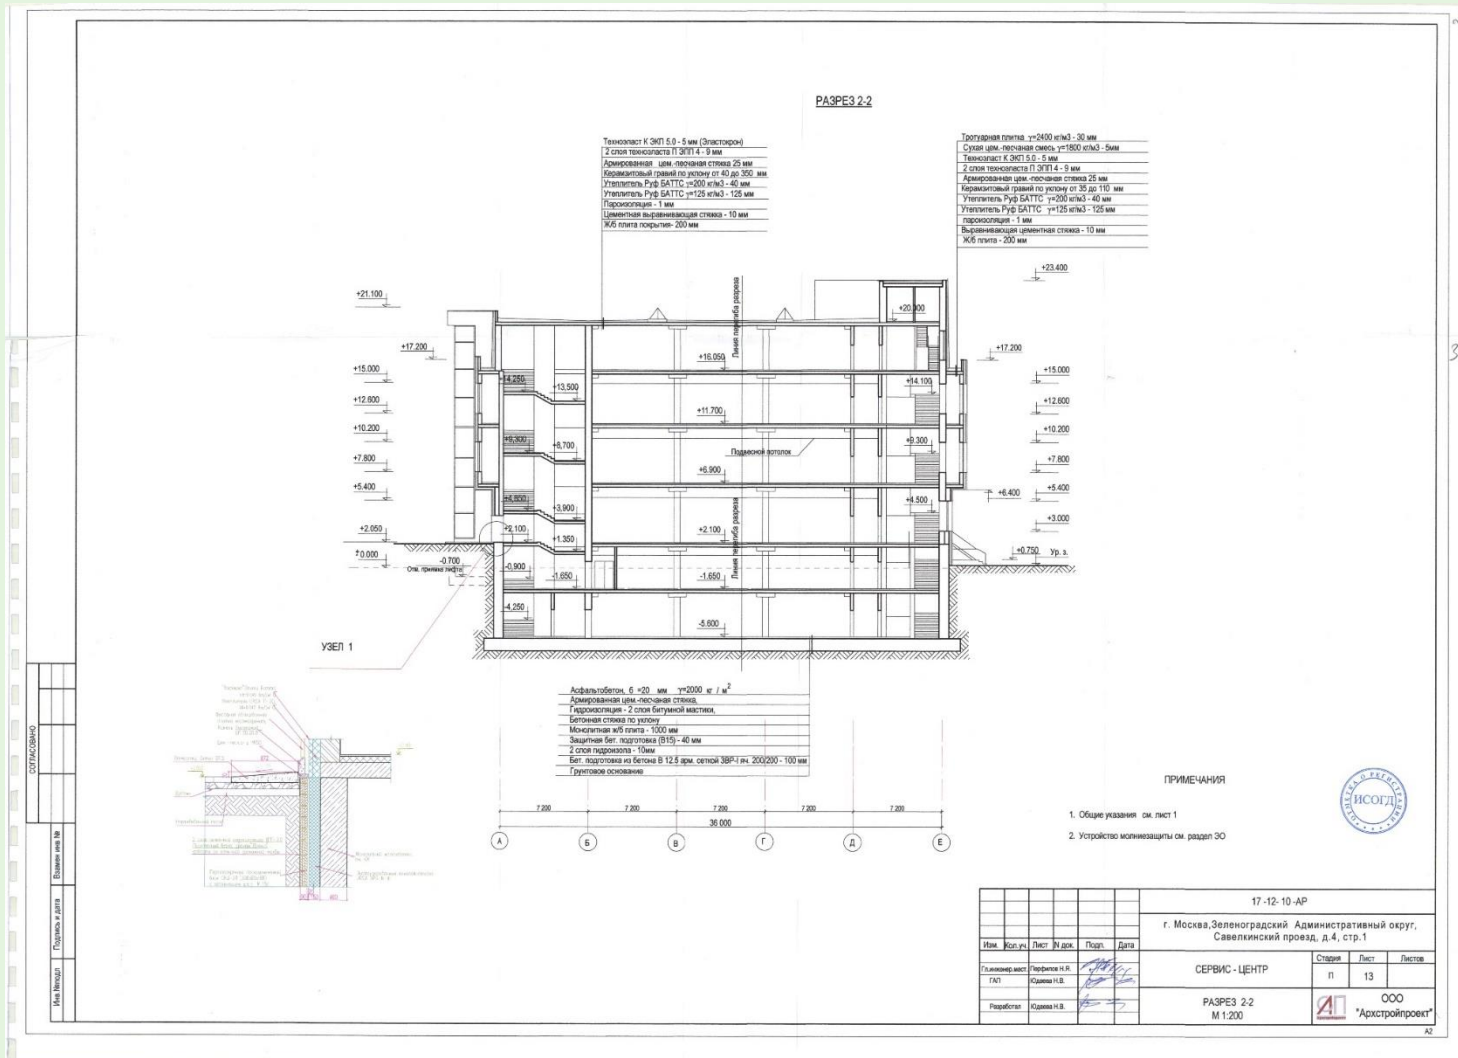 РАЗРЕЗ 2-2
Техноэласт К ЭКП 5.0 - 5 мм (Эластокрон)
2 слоя техноэласта П ЭПП 4 - 9 мм
Армированная цем.-песчаная стяжка 25 мм
Керамзитовый гравий по уклону от 40 до 350 мм
Утеплитель Руф БАТТС γ=200 кг/м3 - 40 мм
Утеплитель Руф БАТТС γ=125 кг/м3 - 125 мм
Пароизоляция - 1 мм
Цементная выравнивающая стяжка - 10 мм
Ж/б плита покрытия- 200 мм
Тротуарная плитка γ=2400 кг/м3 - 30 мм
Сухая цем.-песчаная смесь γ=1800 кг/м3 - 5мм
Техноэласт К ЭКП 5.0 - 5 мм
2 слоя техноэласта П ЭПП 4 - 9 мм
Армированная цем.-песчаная стяжка 25 мм
Керамзитовый гравий по уклону от 35 до 110 мм
Утеплитель Руф БАТТС γ=200 кг/м3 - 40 мм
Утеплитель Руф БАТТС γ=125 кг/м3 - 125 мм
пароизоляция - 1 мм
Выравнивающая цементная стяжка - 10 мм
Ж/б плита - 200 мм
+23.400
+21.100
+20.900
Линия перегиба разреза
+17.200
+17.200
+16.050
+15.000
+15.000
+14.250
+13.500
+14.100
+12.600
+12.600
+11.700
+10.200
+10.200
+9.300
+8.700
+9.300
Подвесной потолок
+7.800
+7.800
+6.900
+5.400
+5.400
+6.400
+4.650
+3.900
+4.500
+3.000
Линия перегиба разреза
+2.050
+2.100
+2.100
+1.350
0.000
-0.700
+0.750 Ур. з.
Отм. приямка лифта
-0.900
-1.650
-1.650
-4.250
-5.600
УЗЕЛ 1
Асфальтобетон, б =20 мм γ=2000 кг / м2
Армированная цем.-песчаная стяжка,
Гидроизоляция - 2 слоя битумной мастики,
Бетонная стяжка по уклону
Монолитная ж/б плита - 1000 мм
Защитная бет. подготовка (В15) - 40 мм
2 слоя гидроизола - 10мм
Бет. подготовка из бетона В 12.5 арм. сеткой 3ВР-I яч. 200/200 - 100 мм
Грунтовое основание
7 200
7 200
7 200
7 200
7 200
36 000
А
Б
В
Г
Д
Е
ПРИМЕЧАНИЯ
1. Общие указания см. лист 1
2. Устройство молниезащиты см. раздел ЭО
ОТМЕТКА О РЕГИСТРАЦИИ
ИСОГД
СОГЛАСОВАНО
Взамен инв №
Подпись и дата
Инв.№подл
17 -12- 10 -АР
г. Москва,Зеленоградский Административный округ,
Савелкинский проезд, д.4, стр.1
Изм. Кол.уч. Лист N док. Подп. Дата
Гл.инженер.маст. Перфилов Н.Я.
ГАП Юдаева Н.В.
Разработал Юдаева Н.В.
СЕРВИС - ЦЕНТР
Стадия Лист Листов
П 13
РАЗРЕЗ 2-2
М 1:200
АП
ООО
"Архстройпроект"
А2